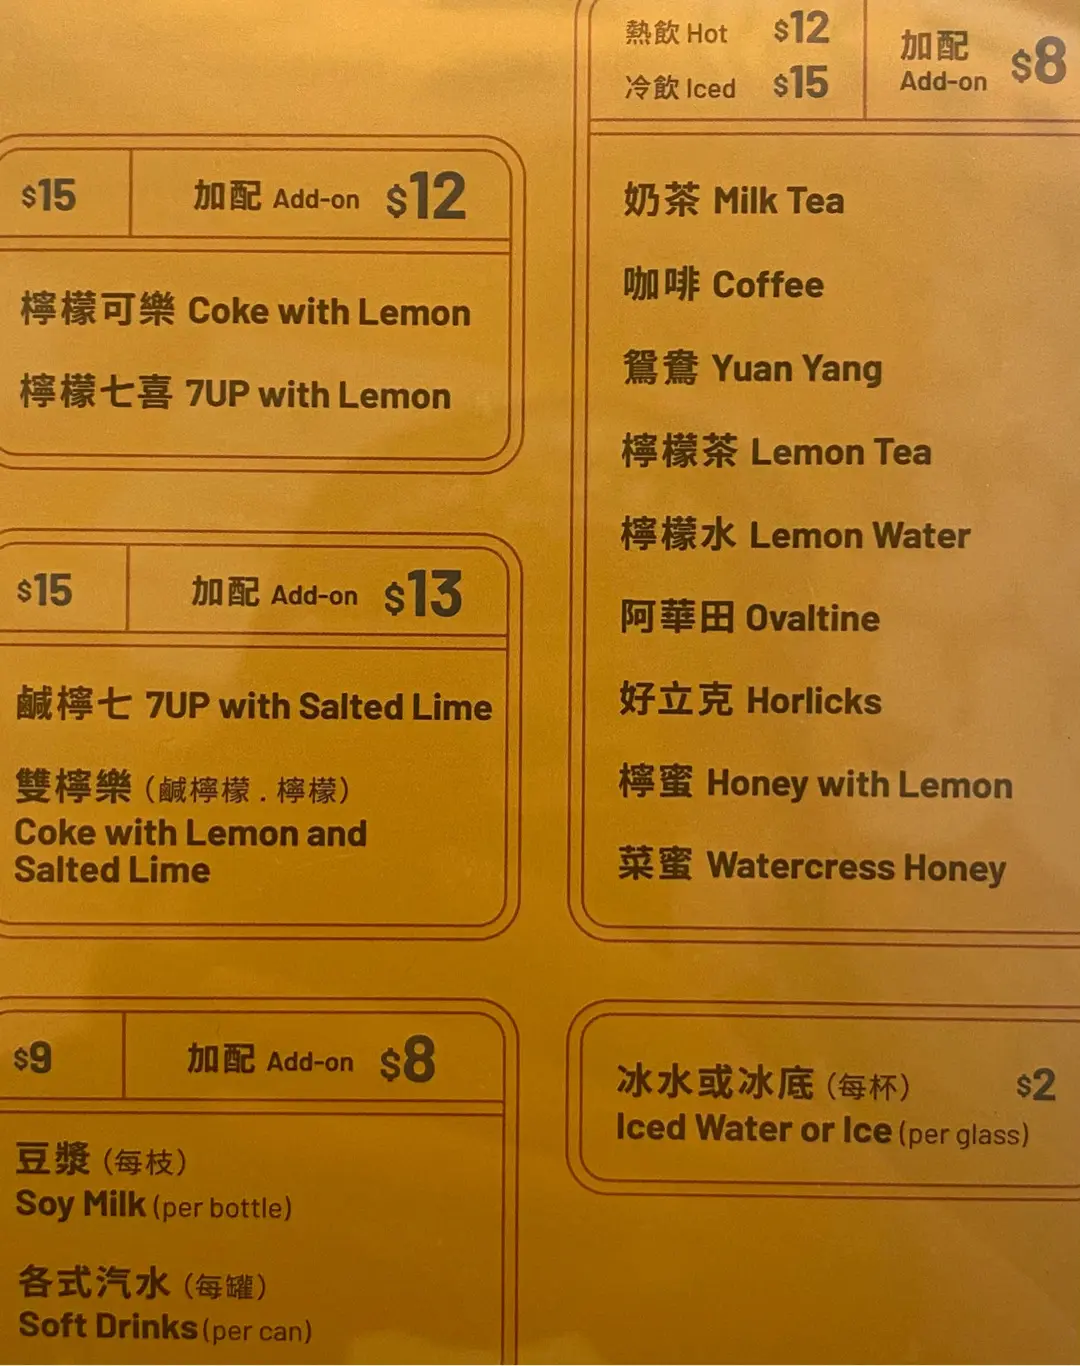 $15 加配 Add-on $12
檸檬可樂 Coke with Lemon
檸檬七喜 7UP with Lemon
$15 加配 Add-on $13
鹹檸七 7UP with Salted Lime
雙檸樂（鹹檸檬．檸檬）
Coke with Lemon and
Salted Lime
$9 加配 Add-on $8
豆漿（每枝）
Soy Milk (per bottle)
各式汽水（每罐）
Soft Drinks (per can)
熱飲 Hot $12
冷飲 Iced $15
加配
Add-on $8
奶茶 Milk Tea
咖啡 Coffee
鴛鴦 Yuan Yang
檸檬茶 Lemon Tea
檸檬水 Lemon Water
阿華田 Ovaltine
好立克 Horlicks
檸蜜 Honey with Lemon
菜蜜 Watercress Honey
冰水或冰底（每杯） $2
Iced Water or Ice (per glass)